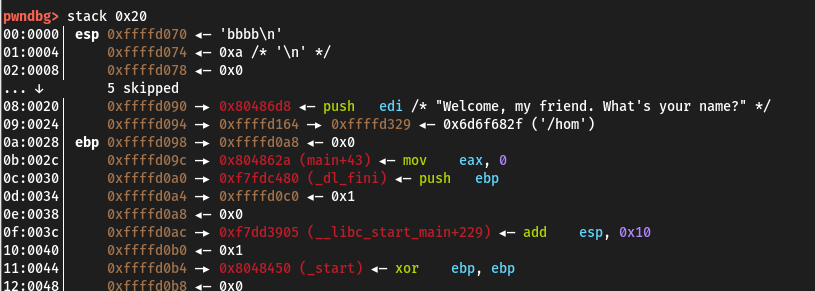 pwndbg> stack 0x20
00:0000│ esp 0xffffd070 ◂— 'bbbb\n'
01:0004│     0xffffd074 ◂— 0xa /* '\n' */
02:0008│     0xffffd078 ◂— 0x0
... ↓        5 skipped
08:0020│     0xffffd090 —▸ 0x80486d8 ◂— push   edi /* "Welcome, my friend. What's your name?" */
09:0024│     0xffffd094 —▸ 0xffffd164 —▸ 0xffffd329 ◂— 0x6d6f682f ('/hom')
0a:0028│ ebp 0xffffd098 —▸ 0xffffd0a8 ◂— 0x0
0b:002c│     0xffffd09c —▸ 0x804862a (main+43) ◂— mov    eax, 0
0c:0030│     0xffffd0a0 —▸ 0xf7fdc480 (_dl_fini) ◂— push   ebp
0d:0034│     0xffffd0a4 —▸ 0xffffd0c0 ◂— 0x1
0e:0038│     0xffffd0a8 ◂— 0x0
0f:003c│     0xffffd0ac —▸ 0xf7dd3905 (__libc_start_main+229) ◂— add    esp, 0x10
10:0040│     0xffffd0b0 ◂— 0x1
11:0044│     0xffffd0b4 —▸ 0x8048450 (_start) ◂— xor    ebp, ebp
12:0048│     0xffffd0b8 ◂— 0x0